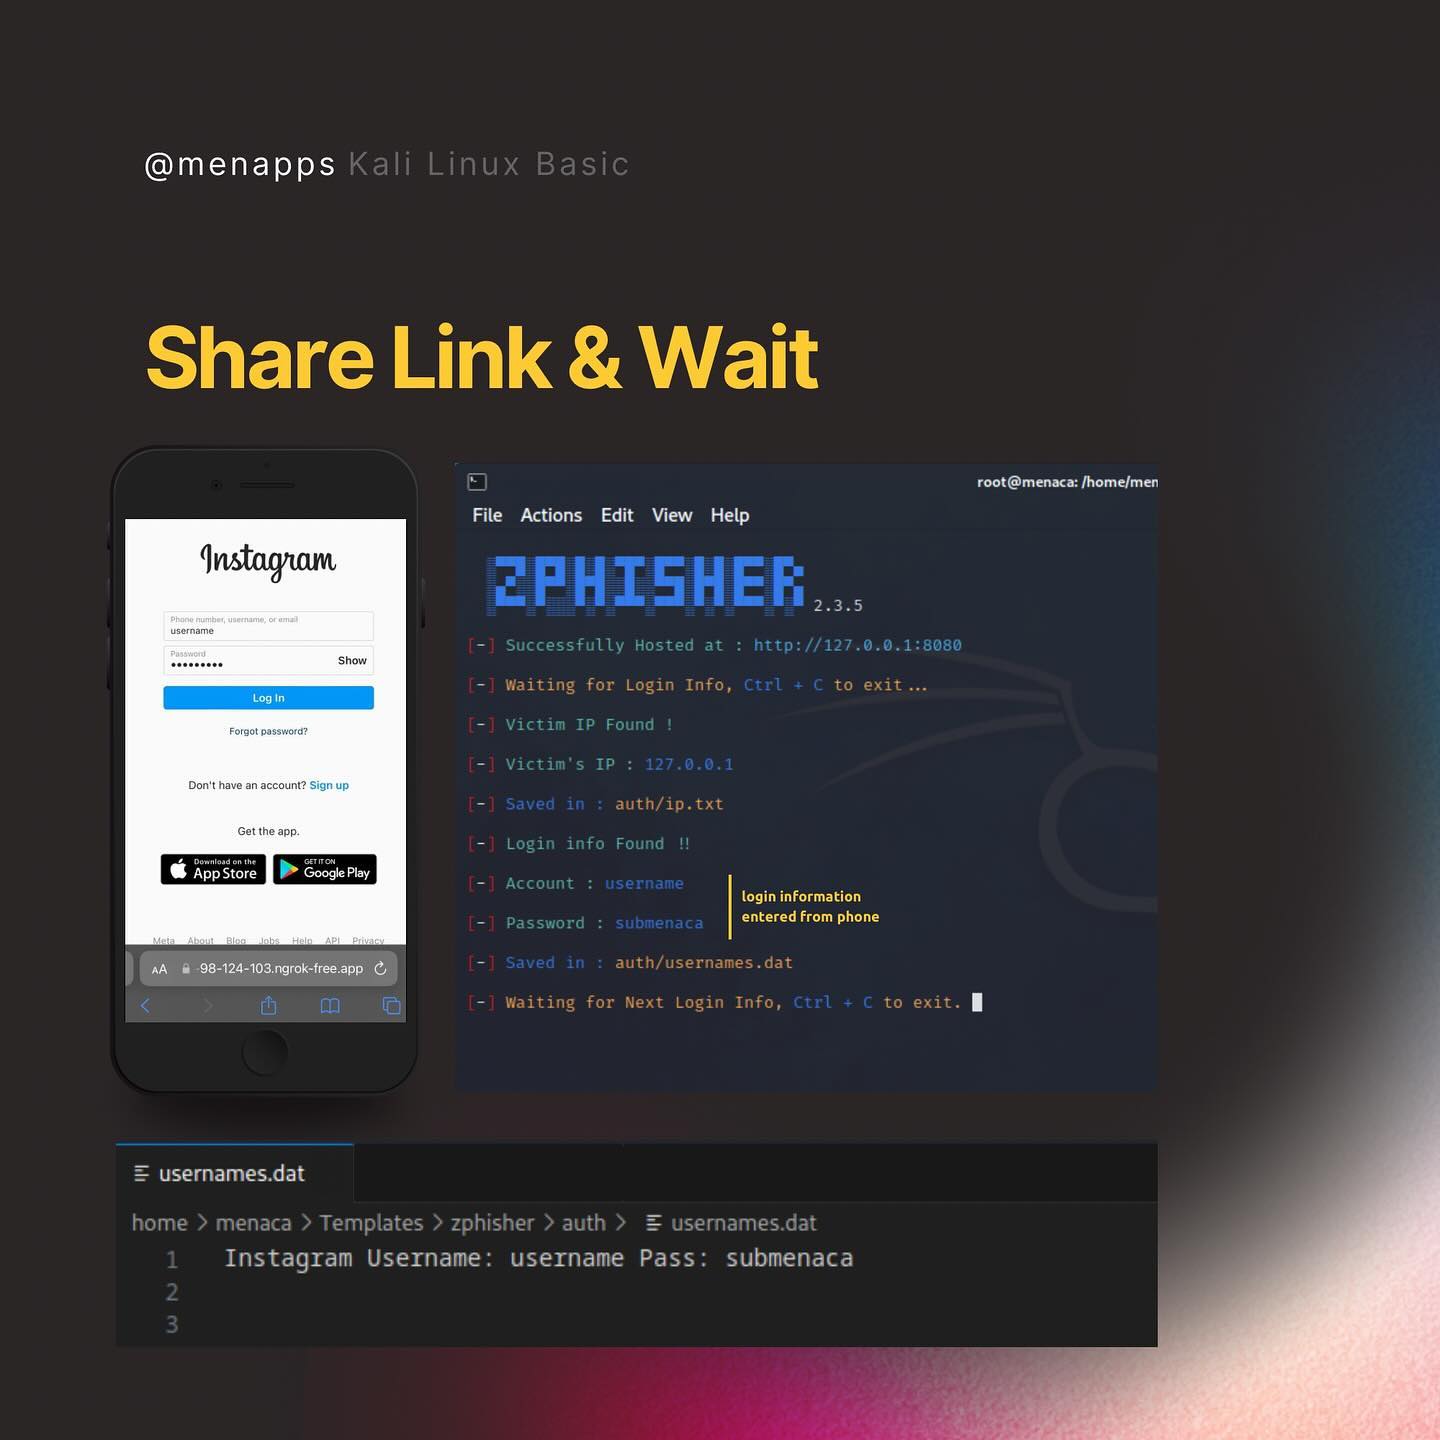 @menapps Kali Linux Basic
Share Link & Wait
Instagram
Phone number, username, or email
username
Password
•••••••••
Show
Log In
Forgot password?
Don't have an account? Sign up
Get the app.
Download on the
App Store
GET IT ON
Google Play
Meta About Blog Jobs Help API Privacy
AA -98-124-103.ngrok-free.app
root@menaca: /home/men
File Actions Edit View Help
ZPHISHER 2.3.5
[-] Successfully Hosted at : http://127.0.0.1:8080
[-] Waiting for Login Info, Ctrl + C to exit...
[-] Victim IP Found !
[-] Victim's IP : 127.0.0.1
[-] Saved in : auth/ip.txt
[-] Login info Found !!
[-] Account : username
[-] Password : submenaca
login information
entered from phone
[-] Saved in : auth/usernames.dat
[-] Waiting for Next Login Info, Ctrl + C to exit.
usernames.dat
home > menaca > Templates > zphisher > auth > usernames.dat
1 Instagram Username: username Pass: submenaca
2
3